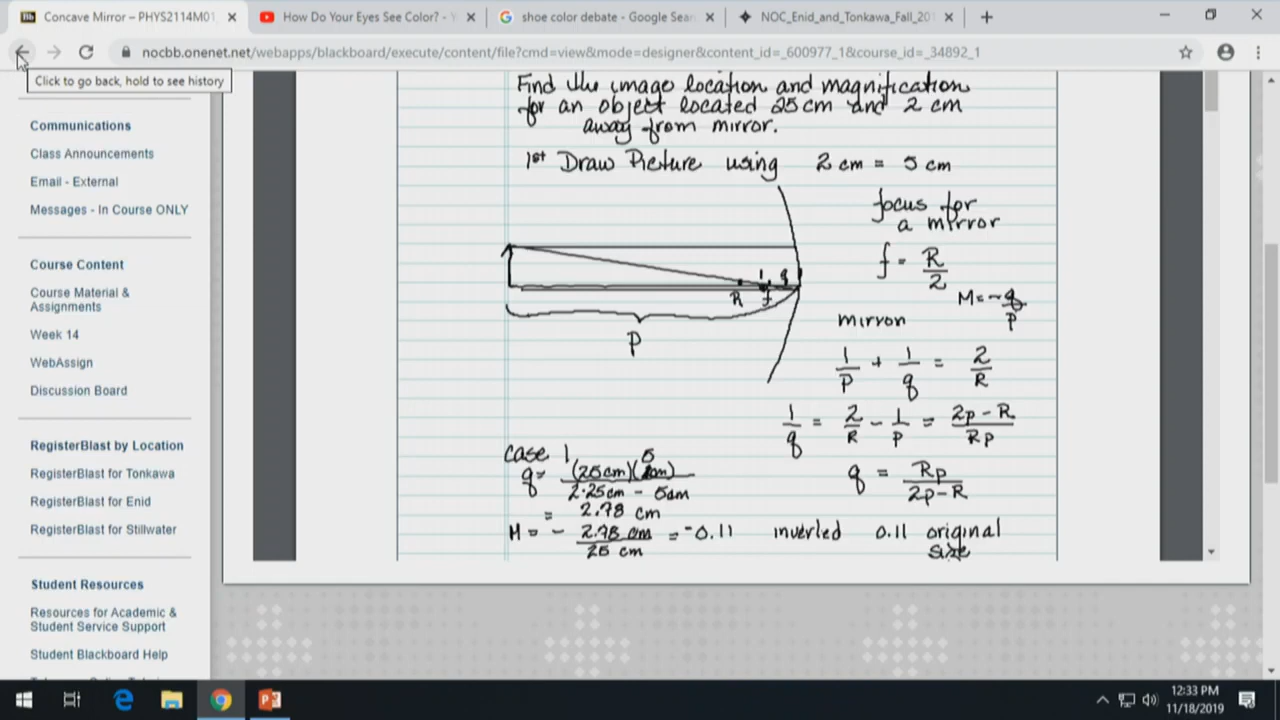 Concave Mirror – PHYS2114M01
How Do Your Eyes See Color? - Y
shoe color debate - Google Sear
NOC_Enid_and_Tonkawa_Fall_201
nocbb.onenet.net/webapps/blackboard/execute/content/file?cmd=view&mode=designer&content_id=_600977_1&course_id=_34892_1
Click to go back, hold to see history
Communications
Class Announcements
Email - External
Messages - In Course ONLY
Course Content
Course Material &
Assignments
Week 14
WebAssign
Discussion Board
RegisterBlast by Location
RegisterBlast for Tonkawa
RegisterBlast for Enid
RegisterBlast for Stillwater
Student Resources
Resources for Academic &
Student Service Support
Student Blackboard Help
Find the image location and magnification
for an object located 25 cm and 2 cm
away from mirror.
1st Draw Picture using 2 cm = 5 cm
focus for
a mirror
f = R/2
M = -q/p
R f q
P
mirror
1/p + 1/q = 2/R
1/q = 2/R - 1/p = 2p - R / Rp
q = Rp / 2p-R
Case 1
q = (25cm)(5cm) / 2·25cm - 5cm
= 2.78 cm
M = - 2.78 cm / 25 cm = -0.11 inverted 0.11 original
size
12:33 PM
11/18/2019